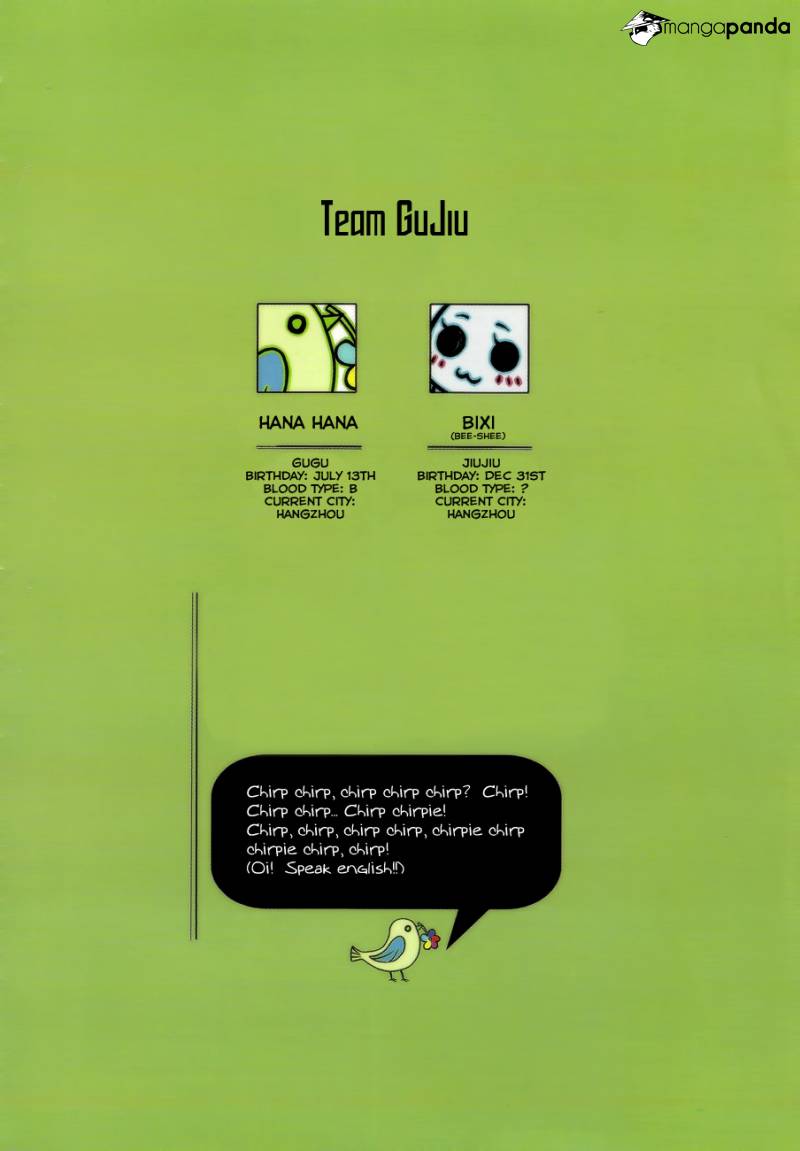 mangapanda
Team GuJiu
HANA HANA
GUGU
BIRTHDAY: JULY 13TH
BLOOD TYPE: B
CURRENT CITY:
HANGZHOU
BIXI
(BEE-SHEE)
JIUJIU
BIRTHDAY: DEC 31ST
BLOOD TYPE: ?
CURRENT CITY:
HANGZHOU
Chirp chirp, chirp chirp chirp? Chirp!
Chirp chirp... Chirp chirpie!
Chirp, chirp, chirp chirp, chirpie chirp
chirpie chirp, chirp!
(Oi! Speak english!!)